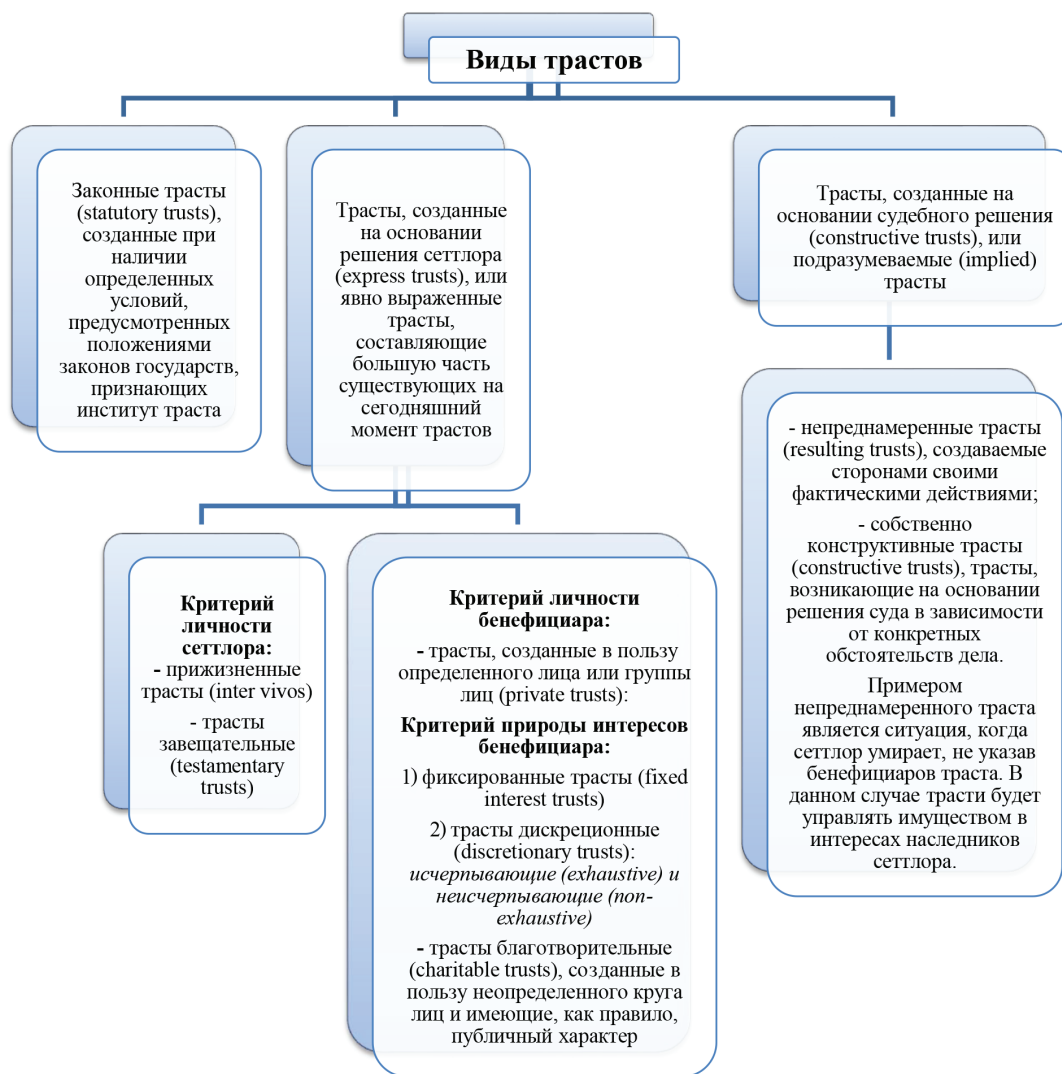 Виды трастов
Законные трасты
(statutory trusts),
созданные при
наличии
определенных
условий,
предусмотренных
положениями
законов государств,
признающих
институт траста
Трасты, созданные
на основании
решения сеттлора
(express trusts), или
явно выраженные
трасты,
составляющие
большую часть
существующих на
сегодняшний
момент трастов
Трасты, созданные на
основании судебного решения
(constructive trusts), или
подразумеваемые (implied)
трасты
Критерий
личности
сеттлора:
- прижизненные
трасты (inter vivos)
- трасты
завещательные
(testamentary
trusts)
Критерий личности
бенефициара:
- трасты, созданные в пользу
определенного лица или группы
лиц (private trusts):
Критерий природы интересов
бенефициара:
1) фиксированные трасты (fixed
interest trusts)
2) трасты дискреционные
(discretionary trusts):
исчерпывающие (exhaustive) и
неисчерпывающие (non-
exhaustive)
- трасты благотворительные
(charitable trusts), созданные в
пользу неопределенного круга
лиц и имеющие, как правило,
публичный характер
- непреднамеренные трасты
(resulting trusts), создаваемые
сторонами своими
фактическими действиями;
- собственно
конструктивные трасты
(constructive trusts), трасты,
возникающие на основании
решения суда в зависимости
от конкретных
обстоятельств дела.
Примером
непреднамеренного траста
является ситуация, когда
сеттлор умирает, не указав
бенефициаров траста. В
данном случае трасти будет
управлять имуществом в
интересах наследников
сеттлора.